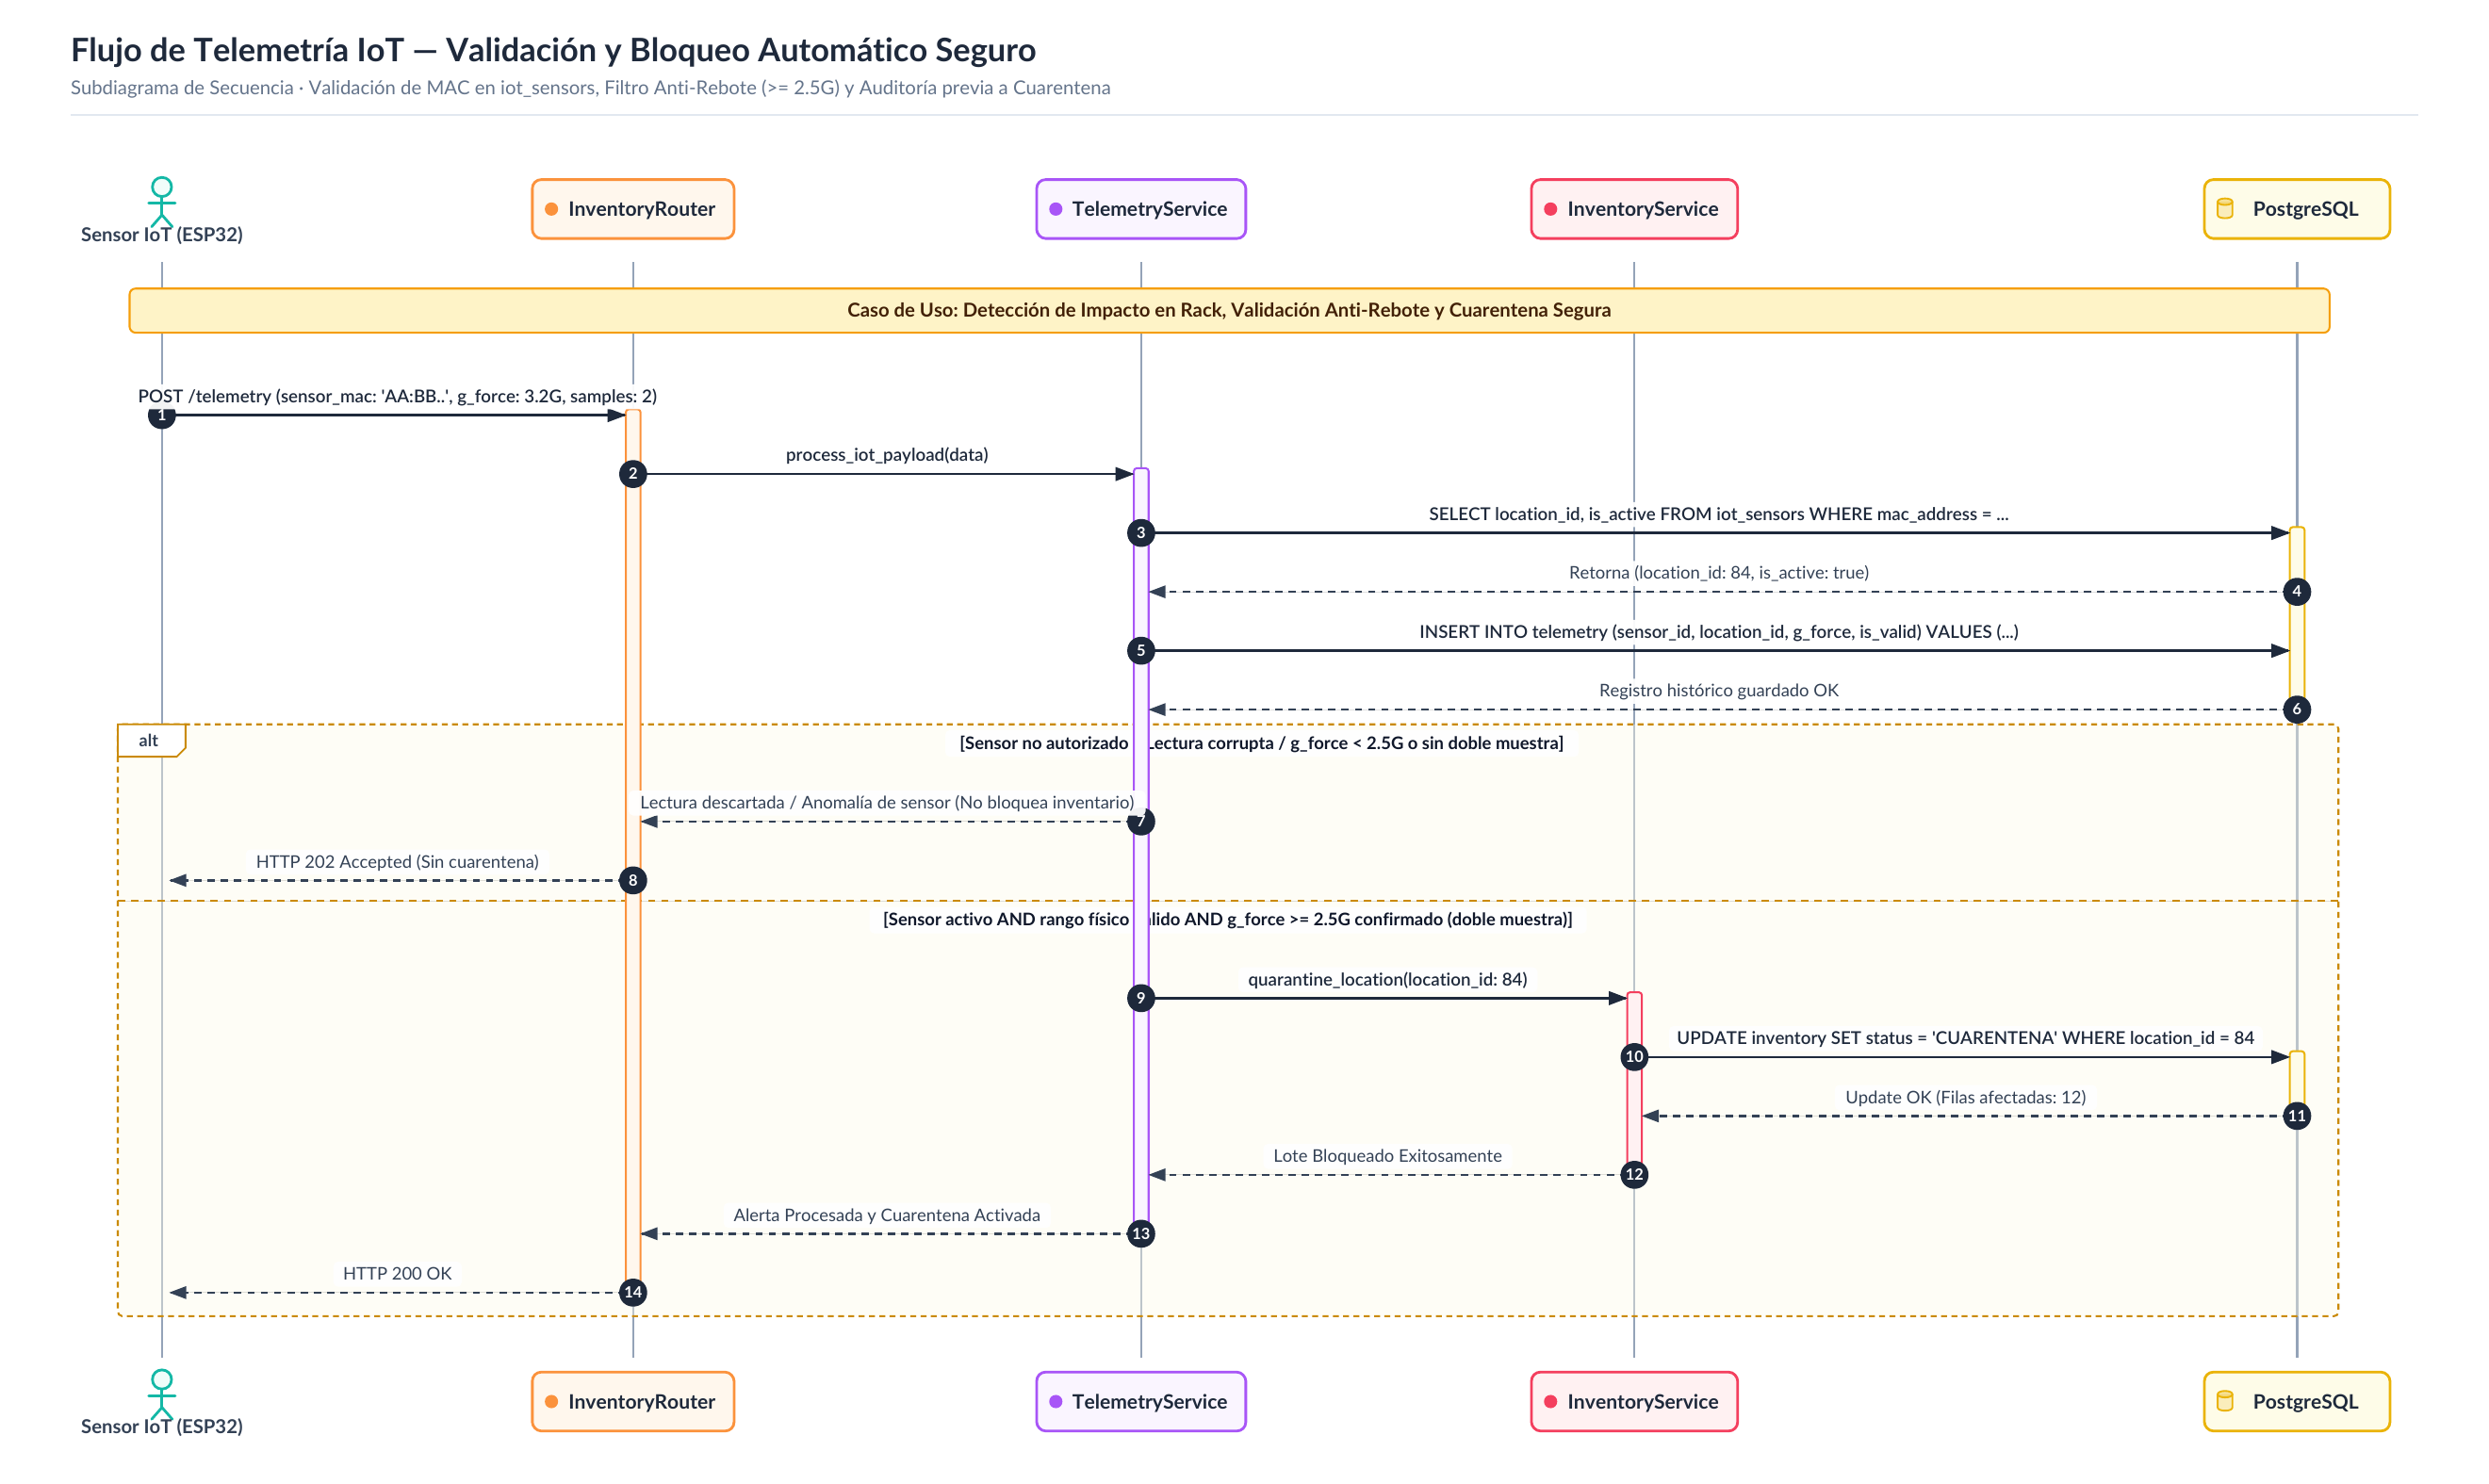 Flujo de Telemetría IoT — Validación y Bloqueo Automático Seguro
Subdiagrama de Secuencia · Validación de MAC en iot_sensors, Filtro Anti-Rebote (>= 2.5G) y Auditoría previa a Cuarentena
Sensor IoT (ESP32)
InventoryRouter
TelemetryService
InventoryService
PostgreSQL
Caso de Uso: Detección de Impacto en Rack, Validación Anti-Rebote y Cuarentena Segura
POST /telemetry (sensor_mac: 'AA:BB..', g_force: 3.2G, samples: 2)
1
process_iot_payload(data)
2
SELECT location_id, is_active FROM iot_sensors WHERE mac_address = ...
3
Retorna (location_id: 84, is_active: true)
4
INSERT INTO telemetry (sensor_id, location_id, g_force, is_valid) VALUES (...)
5
Registro histórico guardado OK
6
alt
[Sensor no autorizado Lectura corrupta / g_force < 2.5G o sin doble muestra]
Lectura descartada / Anomalía de sensor (No bloquea inventario)
7
HTTP 202 Accepted (Sin cuarentena)
8
[Sensor activo AND rango físico AND g_force >= 2.5G confirmado (doble muestra)]
quarantine_location(location_id: 84)
9
UPDATE inventory SET status = 'CUARENTENA' WHERE location_id = 84
10
Update OK (Filas afectadas: 12)
11
Lote Bloqueado Exitosamente
12
Alerta Procesada y Cuarentena Activada
13
HTTP 200 OK
14
Sensor IoT (ESP32)
InventoryRouter
TelemetryService
InventoryService
PostgreSQL